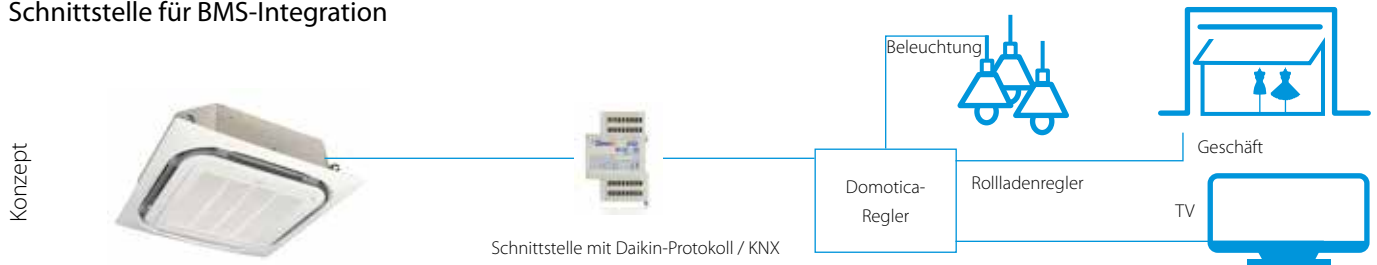 Schnittstelle für BMS-Integration
Konzept
Beleuchtung
Geschäft
Domotica-
Regler
Rollladenregler
TV
Schnittstelle mit Daikin-Protokoll / KNX